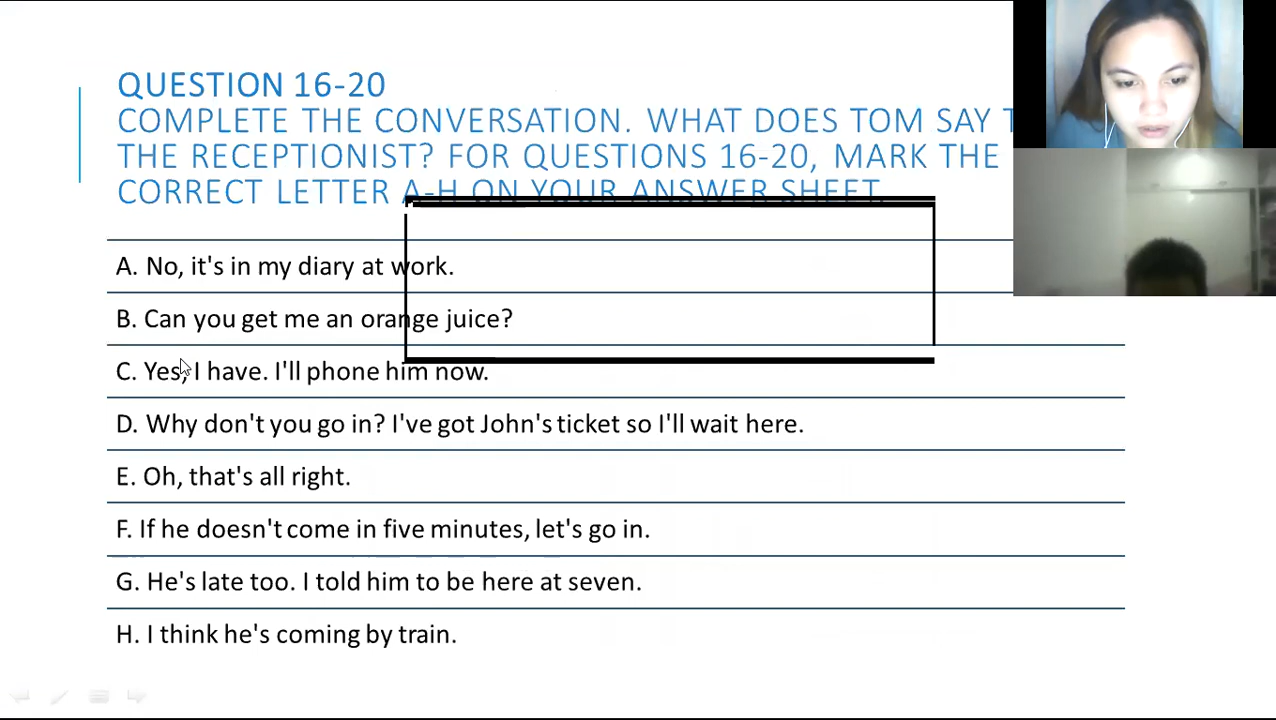 QUESTION 16-20
COMPLETE THE CONVERSATION. WHAT DOES TOM SAY
THE RECEPTIONIST? FOR QUESTIONS 16-20, MARK THE
CORRECT LETTER A-H ON YOUR ANSWER SHEET.
A. No, it's in my diary at work.
B. Can you get me an orange juice?
C. Yes, I have. I'll phone him now.
D. Why don't you go in? I've got John's ticket so I'll wait here.
E. Oh, that's all right.
F. If he doesn't come in five minutes, let's go in.
G. He's late too. I told him to be here at seven.
H. I think he's coming by train.